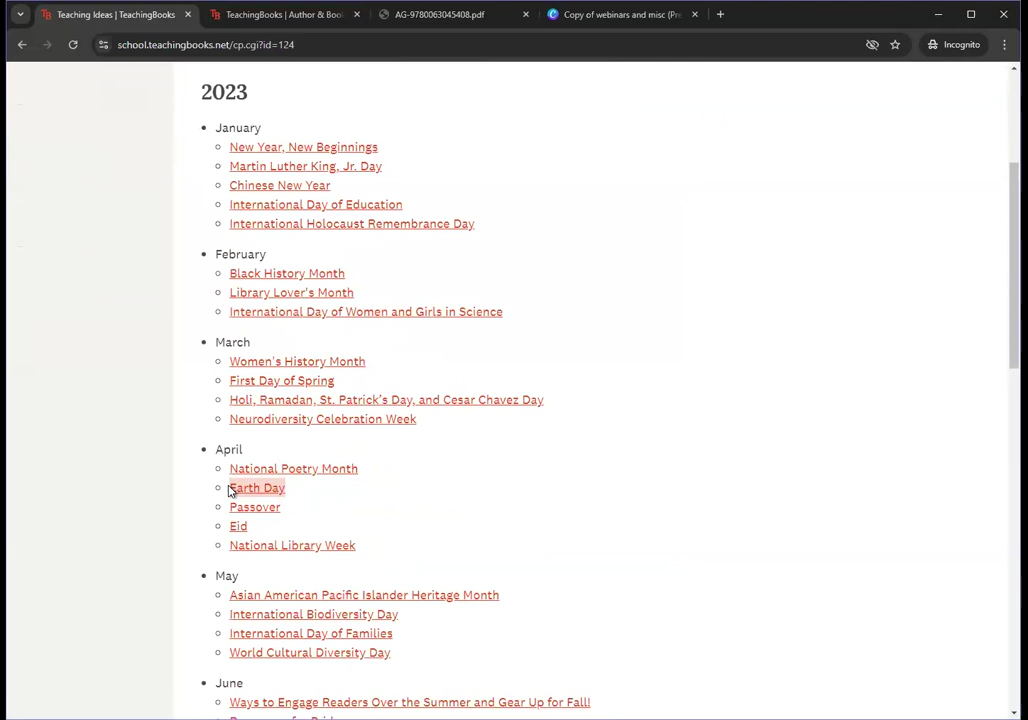 Teaching Ideas | TeachingBooks
TeachingBooks | Author & Boo
AG-9780063045408.pdf
Copy of webinars and misc (Pre
school.teachingbooks.net/cp.cgi?id=124
Incognito
2023
January
New Year, New Beginnings
Martin Luther King, Jr. Day
Chinese New Year
International Day of Education
International Holocaust Remembrance Day
February
Black History Month
Library Lover's Month
International Day of Women and Girls in Science
March
Women's History Month
First Day of Spring
Holi, Ramadan, St. Patrick's Day, and Cesar Chavez Day
Neurodiversity Celebration Week
April
National Poetry Month
Earth Day
Passover
Eid
National Library Week
May
Asian American Pacific Islander Heritage Month
International Biodiversity Day
International Day of Families
World Cultural Diversity Day
June
Ways to Engage Readers Over the Summer and Gear Up for Fall!